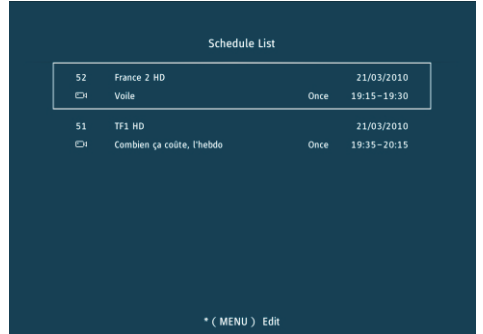 Schedule List
52 France 2 HD 21/03/2010
Voile Once 19:15~19:30
51 TF1 HD 21/03/2010
Combien ça coûte, l'hebdo Once 19:35~20:15
* ( MENU ) Edit